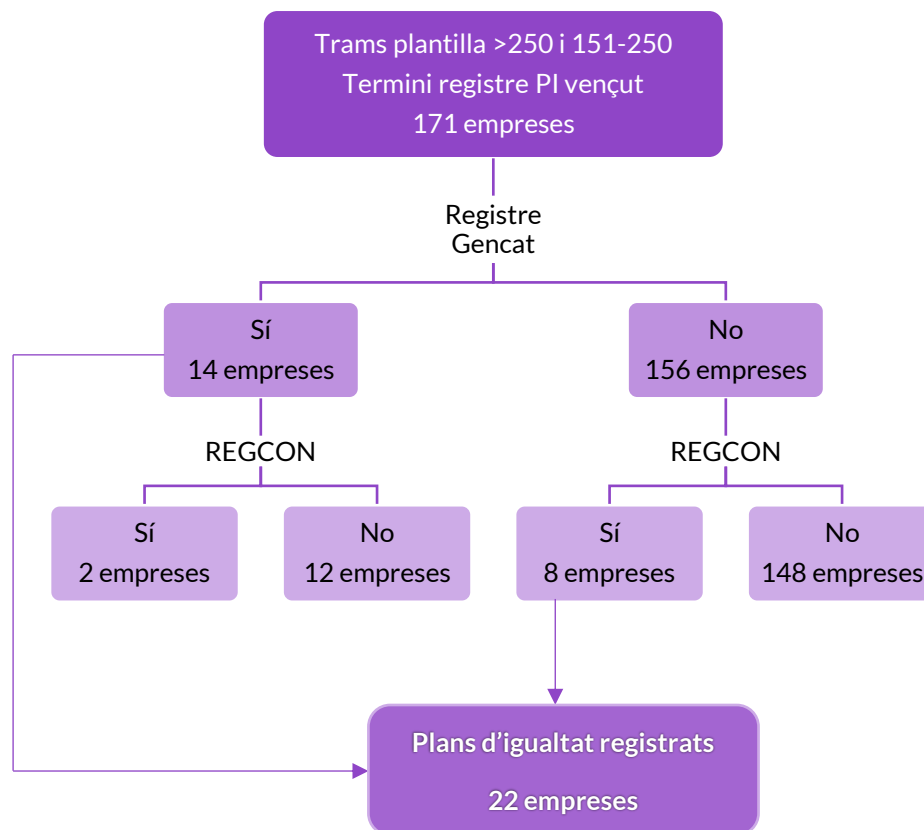 Trams plantilla >250 i 151-250
Termini registre PI vençut
171 empreses
Registre
Gencat
Sí
14 empreses
No
156 empreses
REGCON
REGCON
Sí
2 empreses
No
12 empreses
Sí
8 empreses
No
148 empreses
Plans d’igualtat registrats
22 empreses